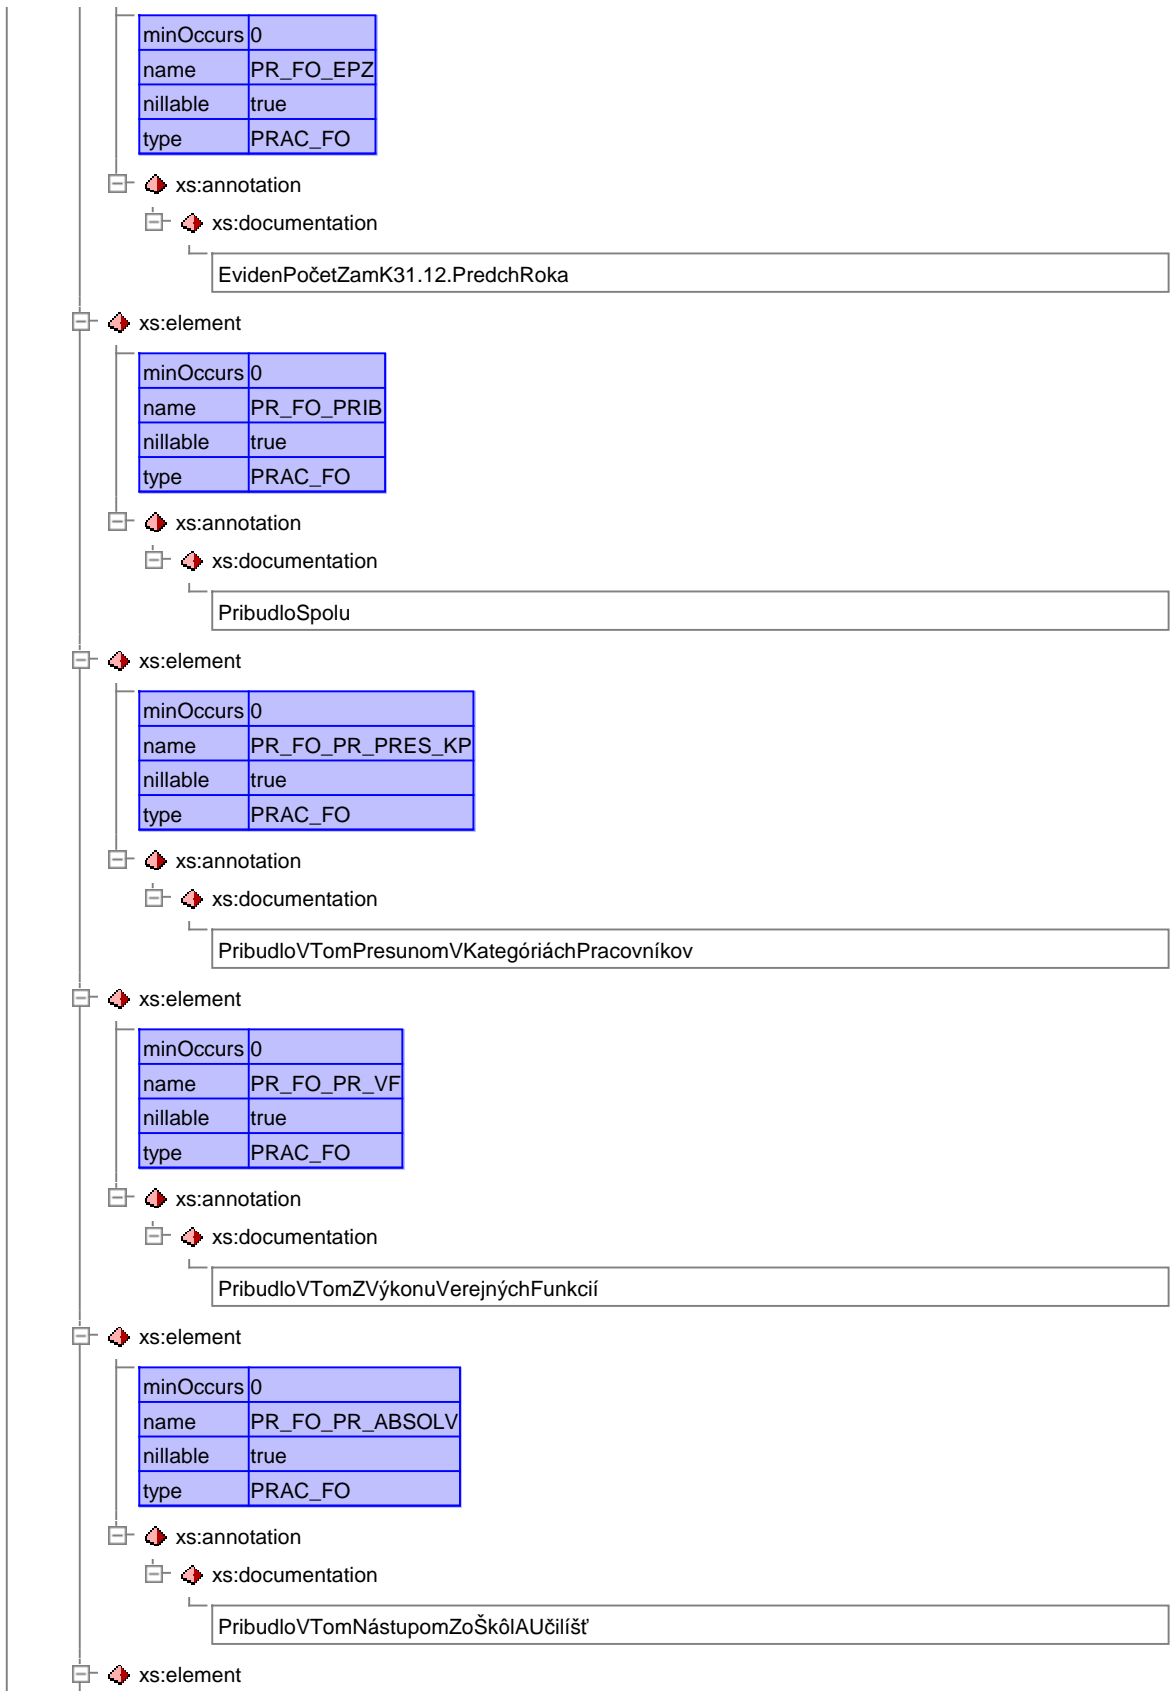 minOccurs 0
name PR_FO_EPZ
nillable true
type PRAC_FO
xs:annotation
xs:documentation
EvidenPočetZamK31.12.PredchRoka
xs:element
minOccurs 0
name PR_FO_PRIB
nillable true
type PRAC_FO
xs:annotation
xs:documentation
PribudloSpolu
xs:element
minOccurs 0
name PR_FO_PR_PRES_KP
nillable true
type PRAC_FO
xs:annotation
xs:documentation
PribudloVTomPresunomVKategóriáchPracovníkov
xs:element
minOccurs 0
name PR_FO_PR_VF
nillable true
type PRAC_FO
xs:annotation
xs:documentation
PribudloVTomZVýkonuVerejnýchFunkcií
xs:element
minOccurs 0
name PR_FO_PR_ABSOLV
nillable true
type PRAC_FO
xs:annotation
xs:documentation
PribudloVTomNástupomZoŠkôlAUčilíšť
xs:element